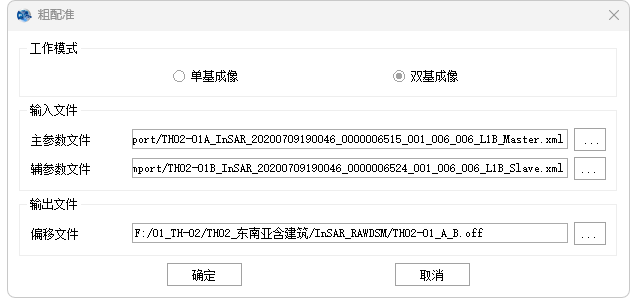 粗配准
工作模式
单基成像 双基成像
输入文件
主参数文件 port/TH02-01A_InSAR_20200709190046_0000006515_001_006_006_L1B_Master.xml ...
辅参数文件 mport/TH02-01B_InSAR_20200709190046_0000006524_001_006_006_L1B_Slave.xml ...
输出文件
偏移文件 F:/01_TH-02/TH02_东南亚含建筑/InSAR_RAWDSM/TH02-01_A_B.off ...
确定 取消